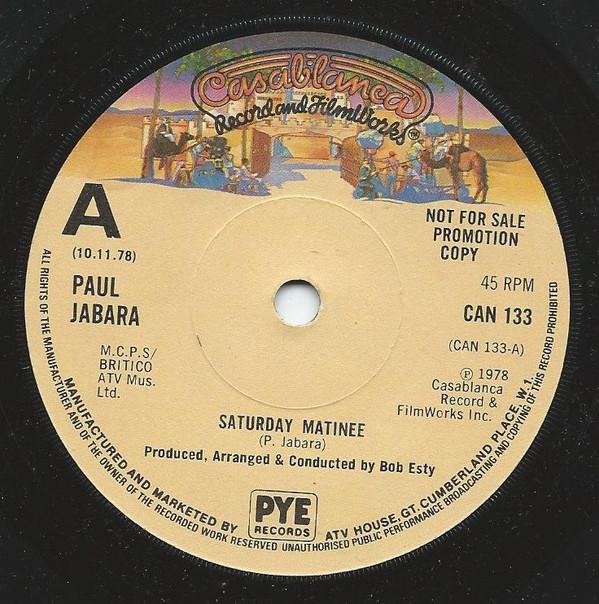 Casablanca
Record and FilmWorks™
A
(10.11.78)
PAUL
JABARA
M.C.P.S/
BRITICO
ATV Mus.
Ltd.
NOT FOR SALE
PROMOTION
COPY
45 RPM
CAN 133
(CAN 133-A)
℗ 1978
Casablanca
Record &
FilmWorks Inc.
SATURDAY MATINEE
(P. Jabara)
Produced, Arranged & Conducted by Bob Esty
PYE
RECORDS
MANUFACTURED AND MARKETED BY
ATV HOUSE, GT. CUMBERLAND PLACE, W.1.
ALL RIGHTS OF THE MANUFACTURER AND OF THE OWNER OF THE RECORDED WORK RESERVED UNAUTHORISED PUBLIC PERFORMANCE BROADCASTING AND COPYING OF THIS RECORD PROHIBITED